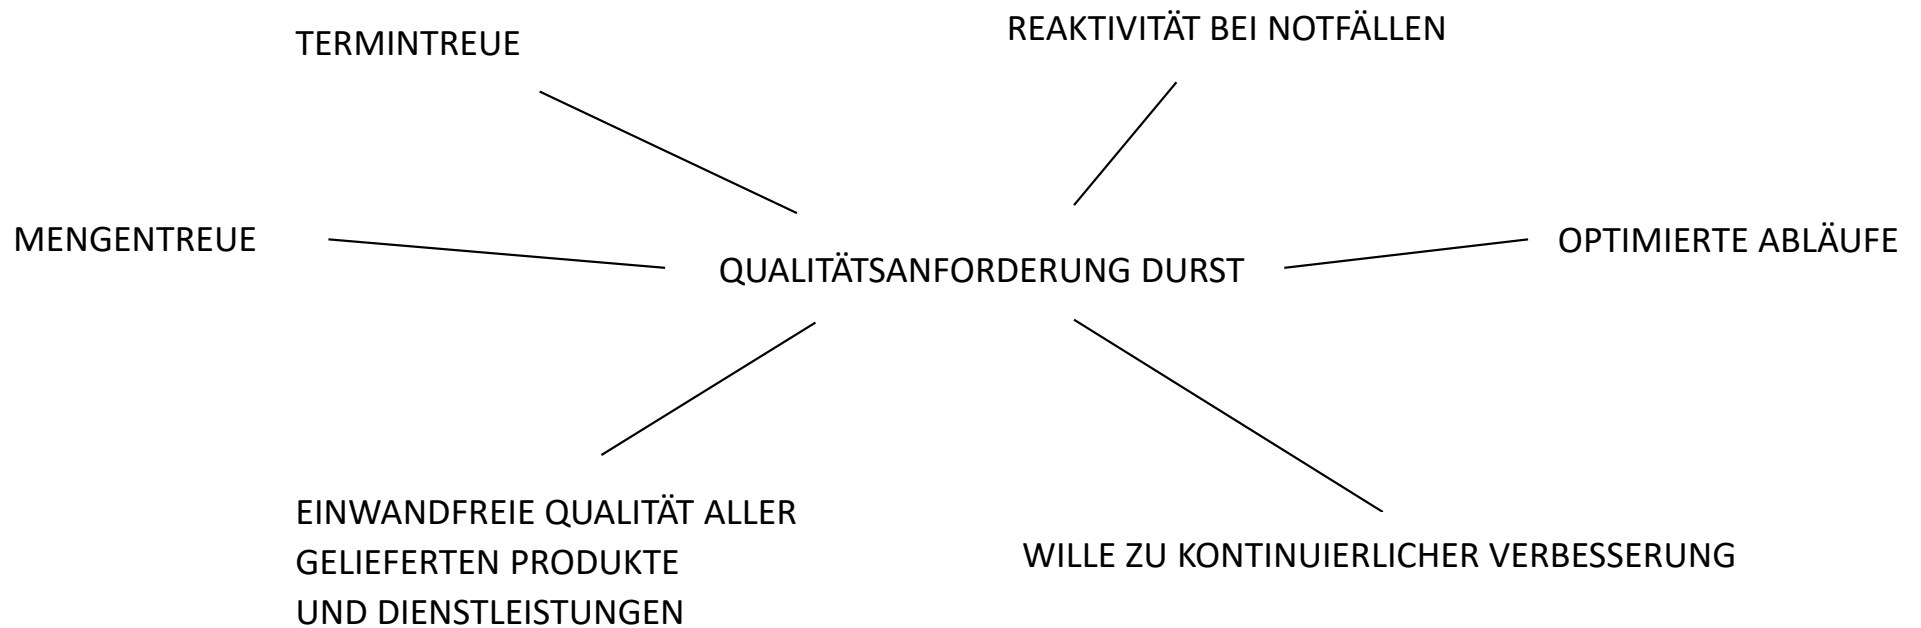 TERMINTREUE
REAKTIVITÄT BEI NOTFÄLLEN
MENGENTREUE
OPTIMIERTE ABLÄUFE
QUALITÄTSANFORDERUNG DURST
EINWANDFREIE QUALITÄT ALLER
GELIEFERTEN PRODUKTE
UND DIENSTLEISTUNGEN
WILLE ZU KONTINUIERLICHER VERBESSERUNG